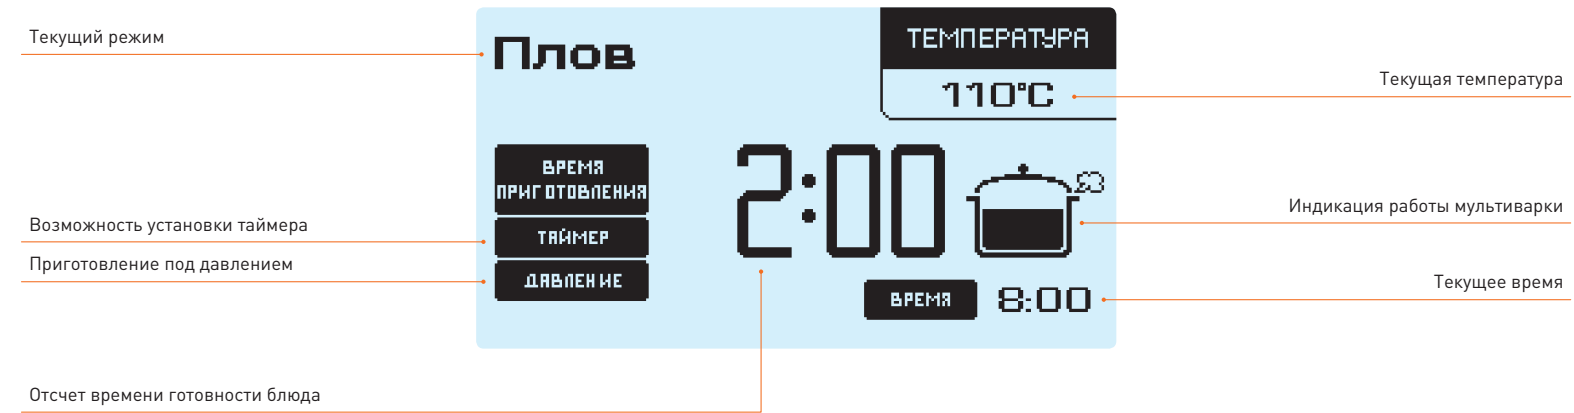 Текущий режим
Плов
ТЕМПЕРАТУРА
110°C
Текущая температура
ВРЕМЯ
ПРИГОТОВЛЕНИЯ
2:00
Возможность установки таймера
ТАЙМЕР
Индикация работы мультиварки
Приготовление под давлением
ДАВЛЕНИЕ
ВРЕМЯ
8:00
Текущее время
Отсчет времени готовности блюда